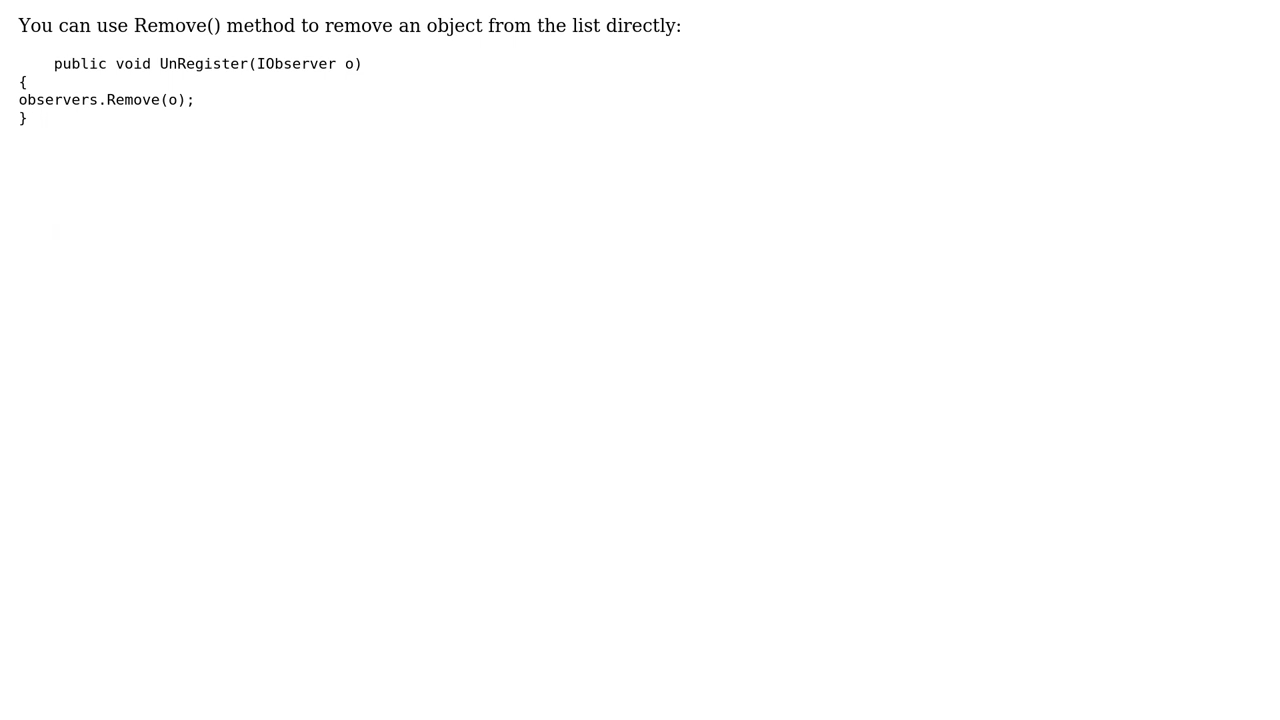 You can use Remove() method to remove an object from the list directly:
    public void UnRegister(IObserver o)
{
observers.Remove(o);
}